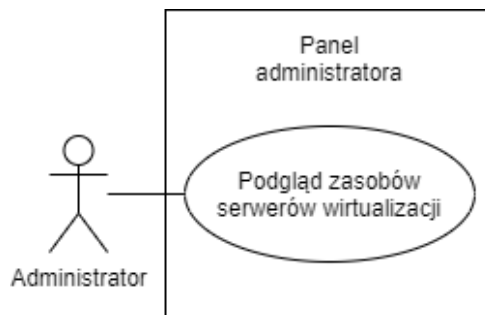 Panel
administratora
Podgląd zasobów
serwerów wirtualizacji
Administrator